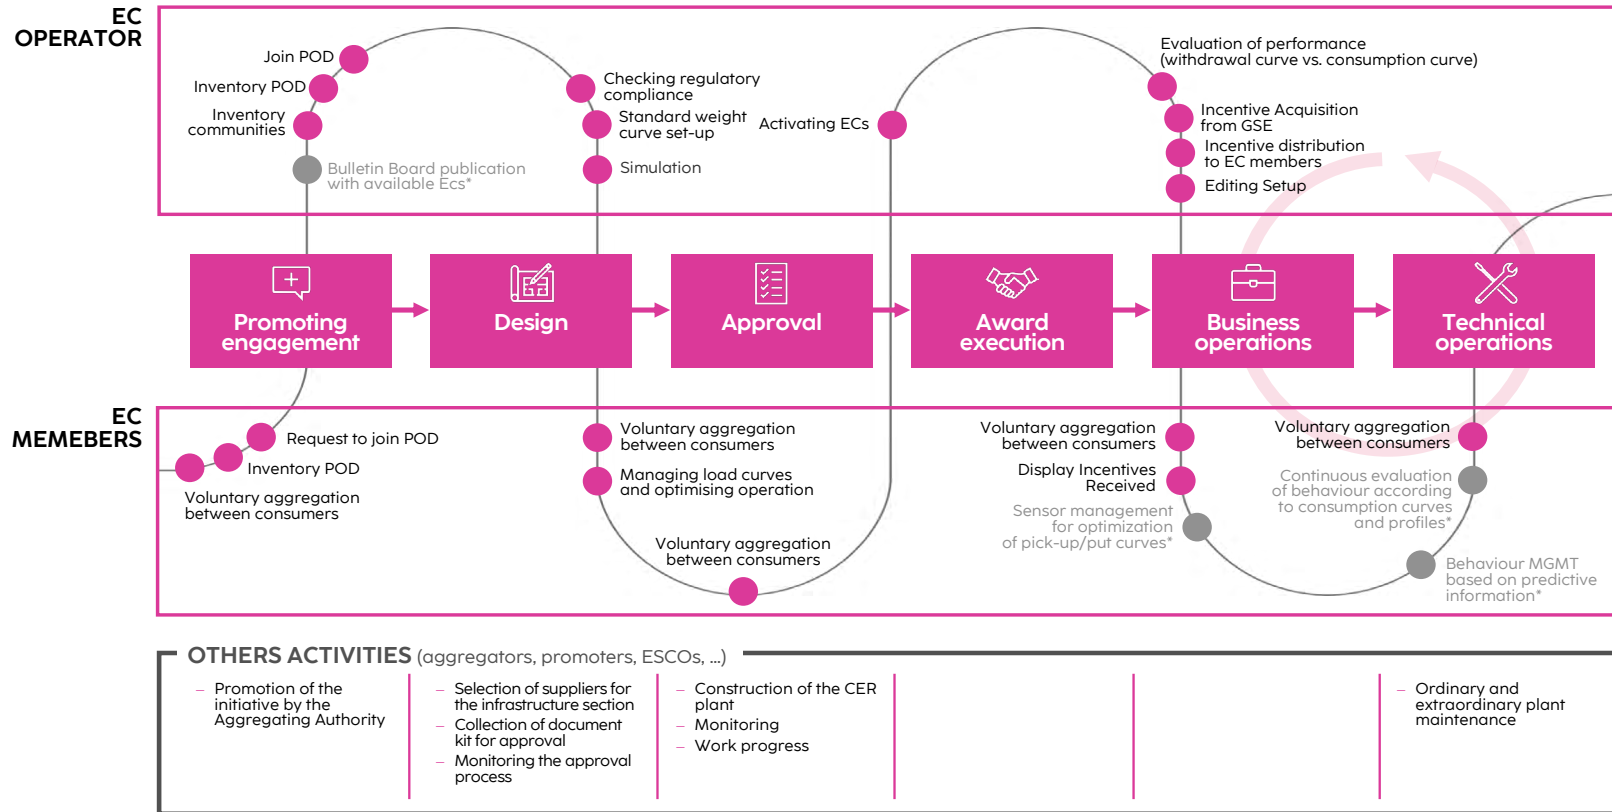 EC
OPERATOR
Join POD
Inventory POD
Inventory
communities
Bulletin Board publication
with available Ecs*
Checking regulatory
compliance
Standard weight
curve set-up
Simulation
Activating ECs
Evaluation of performance
(withdrawal curve vs. consumption curve)
Incentive Acquisition
from GSE
Incentive distribution
to EC members
Editing Setup
Promoting
engagement
Design
Approval
Award
execution
Business
operations
Technical
operations
EC
MEMEBERS
Request to join POD
Inventory POD
Voluntary aggregation
between consumers
Voluntary aggregation
between consumers
Managing load curves
and optimising operation
Voluntary aggregation
between consumers
Voluntary aggregation
between consumers
Display Incentives
Received
Sensor management
for optimization
of pick-up/put curves*
Voluntary aggregation
between consumers
Continuous evaluation
of behaviour according
to consumption curves
and profiles*
Behaviour MGMT
based on predictive
information*
OTHERS ACTIVITIES (aggregators, promoters, ESCOs, ...)
– Promotion of the
initiative by the
Aggregating Authority
– Selection of suppliers for
the infrastructure section
– Collection of document
kit for approval
– Monitoring the approval
process
– Construction of the CER
plant
– Monitoring
– Work progress
– Ordinary and
extraordinary plant
maintenance